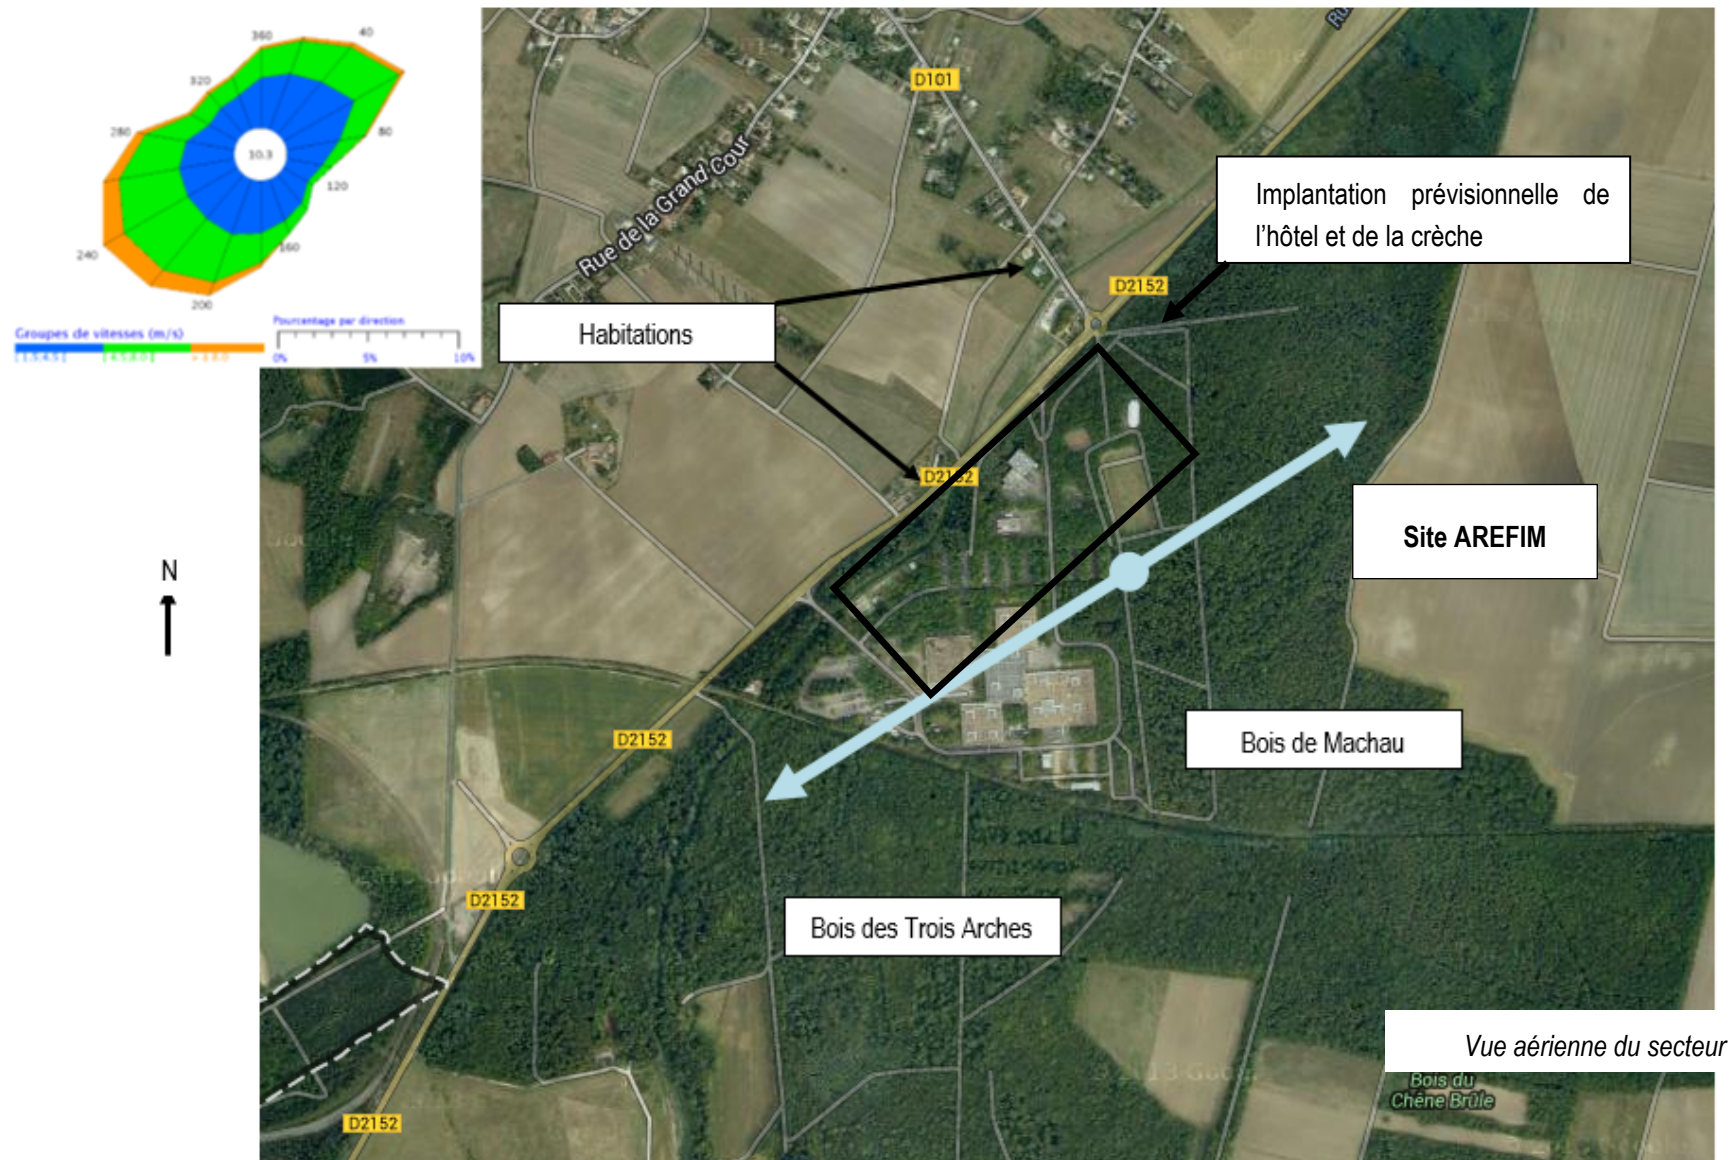 360
40
320
80
280
10.3
120
240
160
200
Groupes de vitesses (m/s)
Pourcentage par direction
0%
5%
10%
D101
Rue de la Grand Cour
Implantation prévisionnelle de
l'hôtel et de la crèche
D2152
Habitations
D2152
Site AREFIM
N
Bois de Machau
D2152
D2152
Bois des Trois Arches
Vue aérienne du secteur
Bois du
Chêne Brûle
D2152